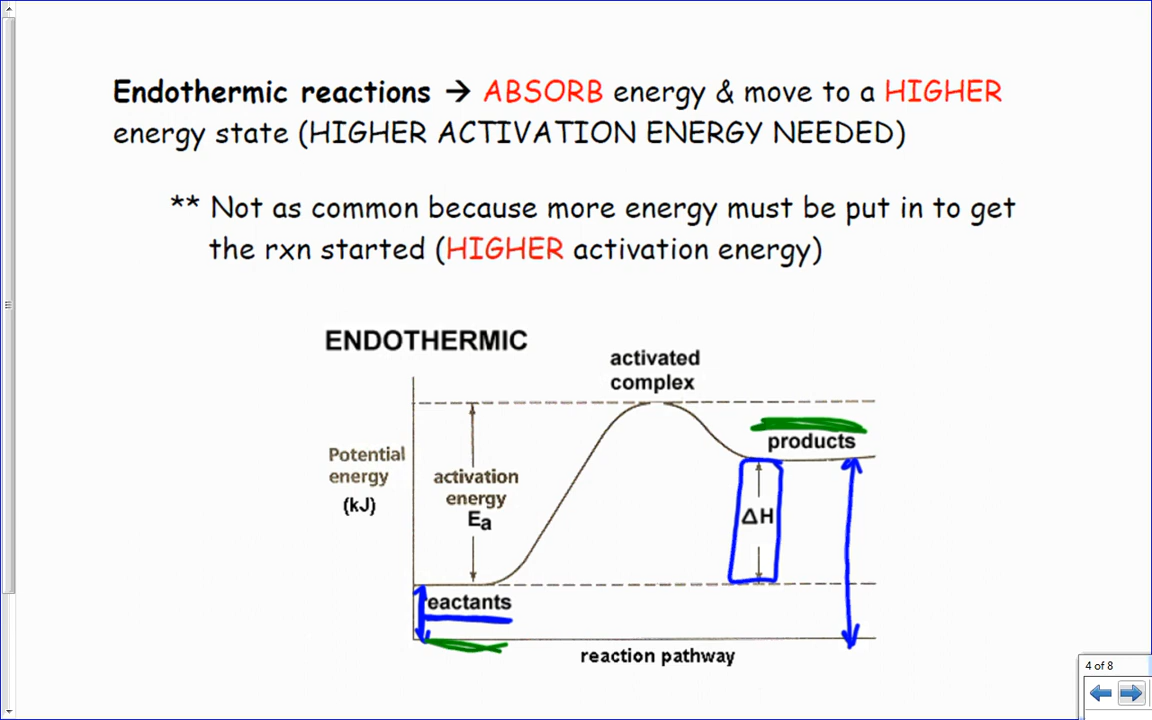 Endothermic reactions → ABSORB energy & move to a HIGHER
energy state (HIGHER ACTIVATION ENERGY NEEDED)
** Not as common because more energy must be put in to get
the rxn started (HIGHER activation energy)
ENDOTHERMIC
activated
complex
products
Potential
energy
(kJ)
activation
energy
Ea
ΔH
reactants
reaction pathway
4 of 8